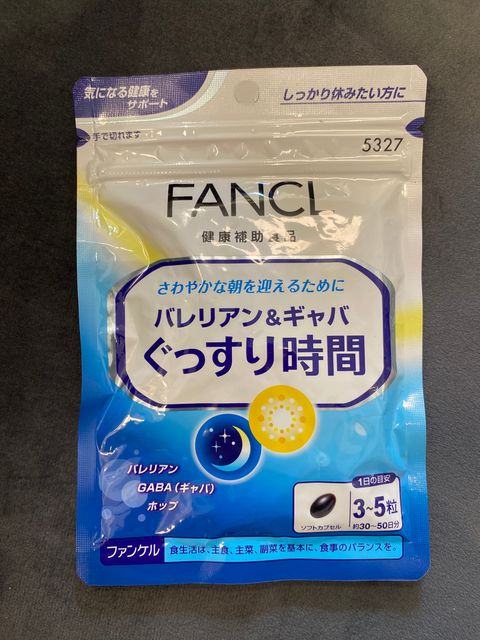 気になる健康を
サポート
しっかり休みたい方に
手で切れます
5327
FANCL
健康補助食品
さわやかな朝を迎えるために
バレリアン&ギャバ
ぐっすり時間
バレリアン
GABA(ギャバ)
ホップ
ソフトカプセル
1日の目安
3~5粒
約30~50日分
ファンケル
食生活は、主食、主菜、副菜を基本に、食事のバランスを。